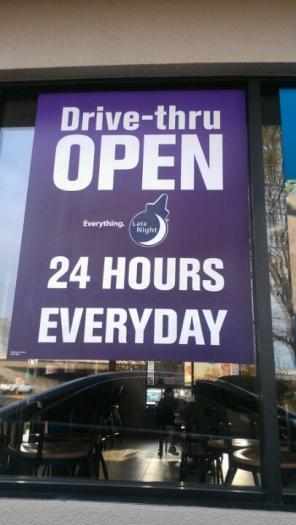 Drive-thru
OPEN
Everything.
Late
Night
24 HOURS
EVERYDAY